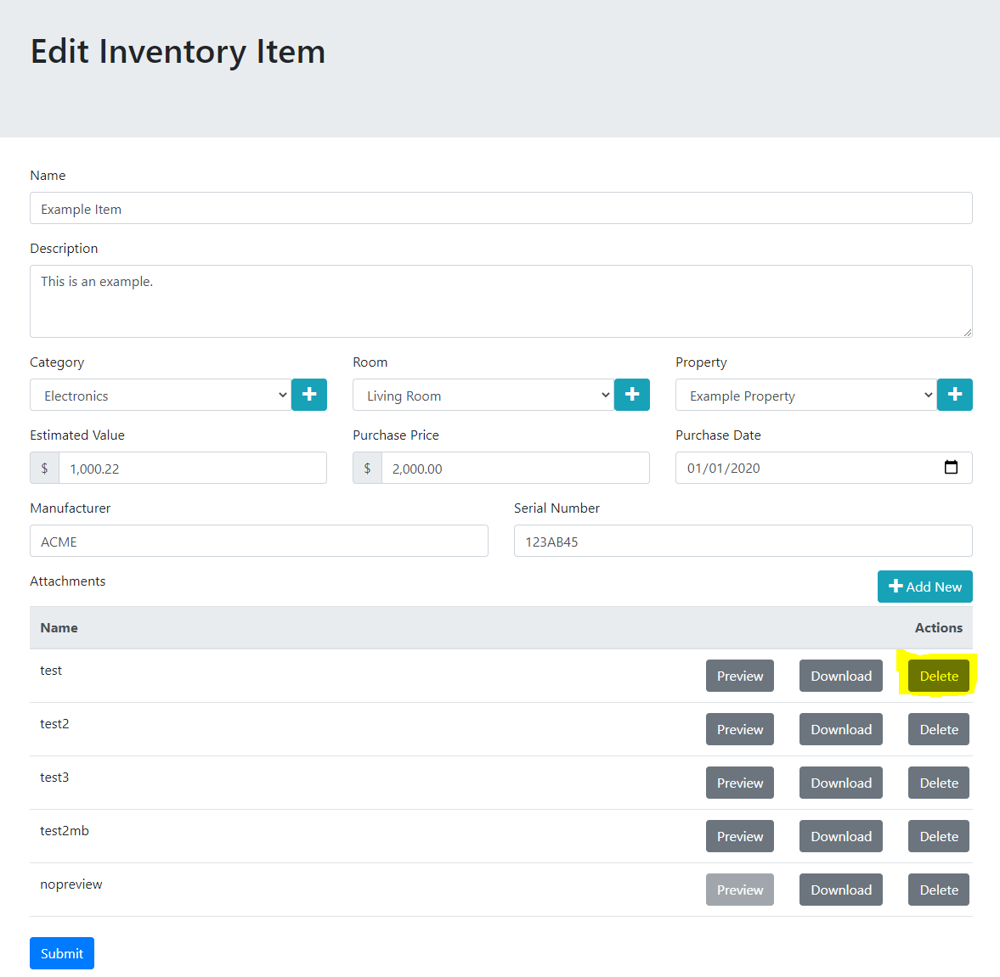 Edit Inventory Item
Name
Example Item
Description
This is an example.
Category Room Property
Electronics Living Room Example Property
Estimated Value Purchase Price Purchase Date
$ 1,000.22 $ 2,000.00 01/01/2020
Manufacturer Serial Number
ACME 123AB45
Attachments Add New
Name Actions
test Preview Download Delete
test2 Preview Download Delete
test3 Preview Download Delete
test2mb Preview Download Delete
nopreview Preview Download Delete
Submit